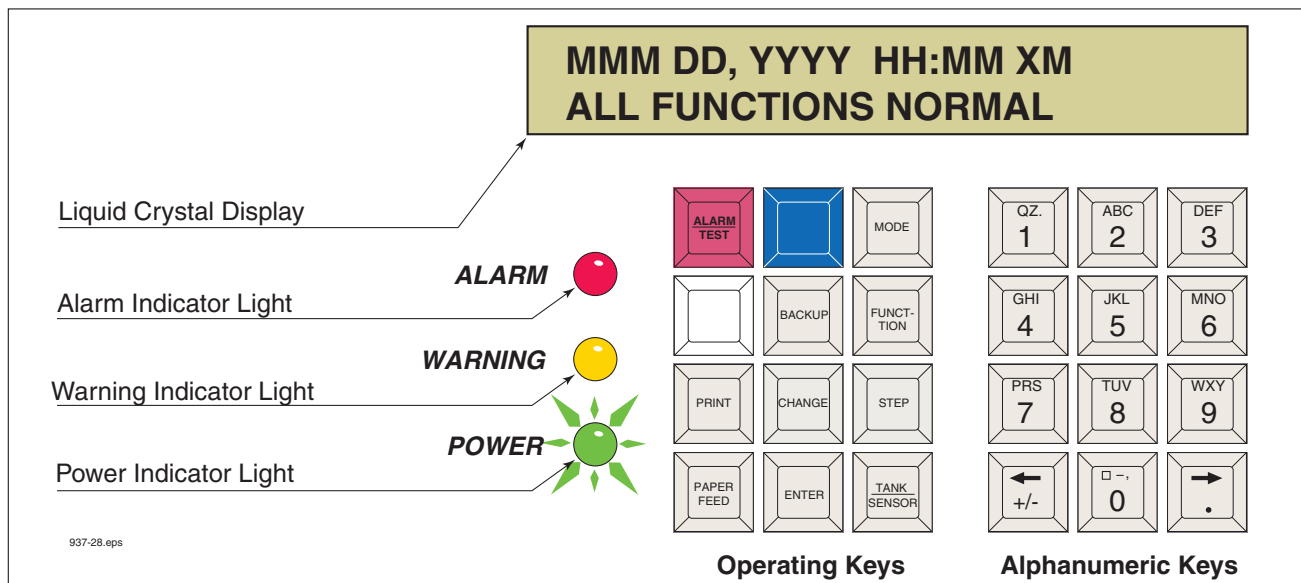 MMM DD, YYYY HH:MM XM
ALL FUNCTIONS NORMAL
Liquid Crystal Display
ALARM
Alarm Indicator Light
WARNING
Warning Indicator Light
POWER
Power Indicator Light
ALARM
TEST
MODE
BACKUP
FUNCT-
TION
PRINT
CHANGE
STEP
PAPER
FEED
ENTER
TANK
SENSOR
Operating Keys
QZ.
1
ABC
2
DEF
3
GHI
4
JKL
5
MNO
6
PRS
7
TUV
8
WXY
9
←
+/-
□ –,
0
→
.
Alphanumeric Keys
937-28.eps